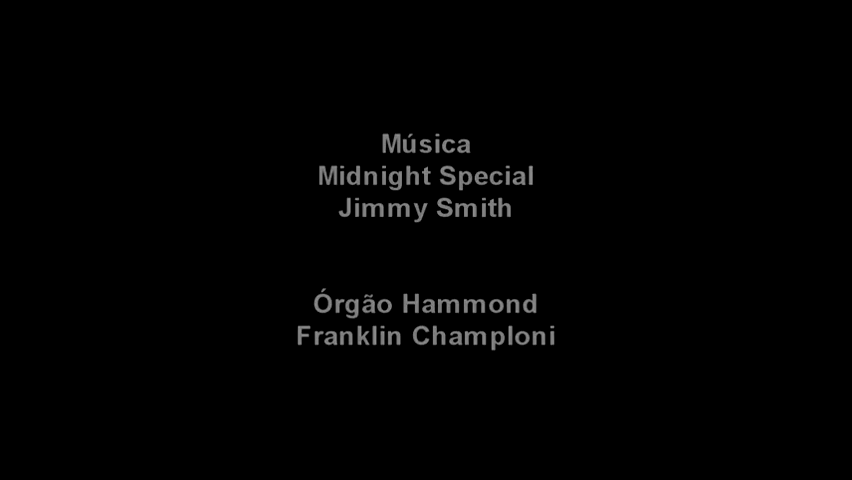 Música
Midnight Special
Jimmy Smith
Órgão Hammond
Franklin Champloni